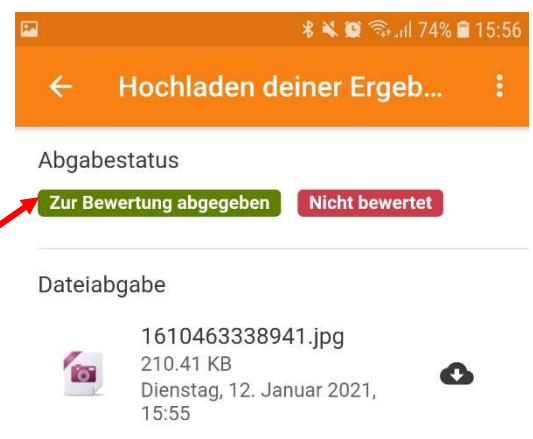 74% 15:56
Hochladen deiner Ergeb...
Abgabestatus
Zur Bewertung abgegeben Nicht bewertet
Dateiabgabe
1610463338941.jpg
210.41 KB
Dienstag, 12. Januar 2021,
15:55